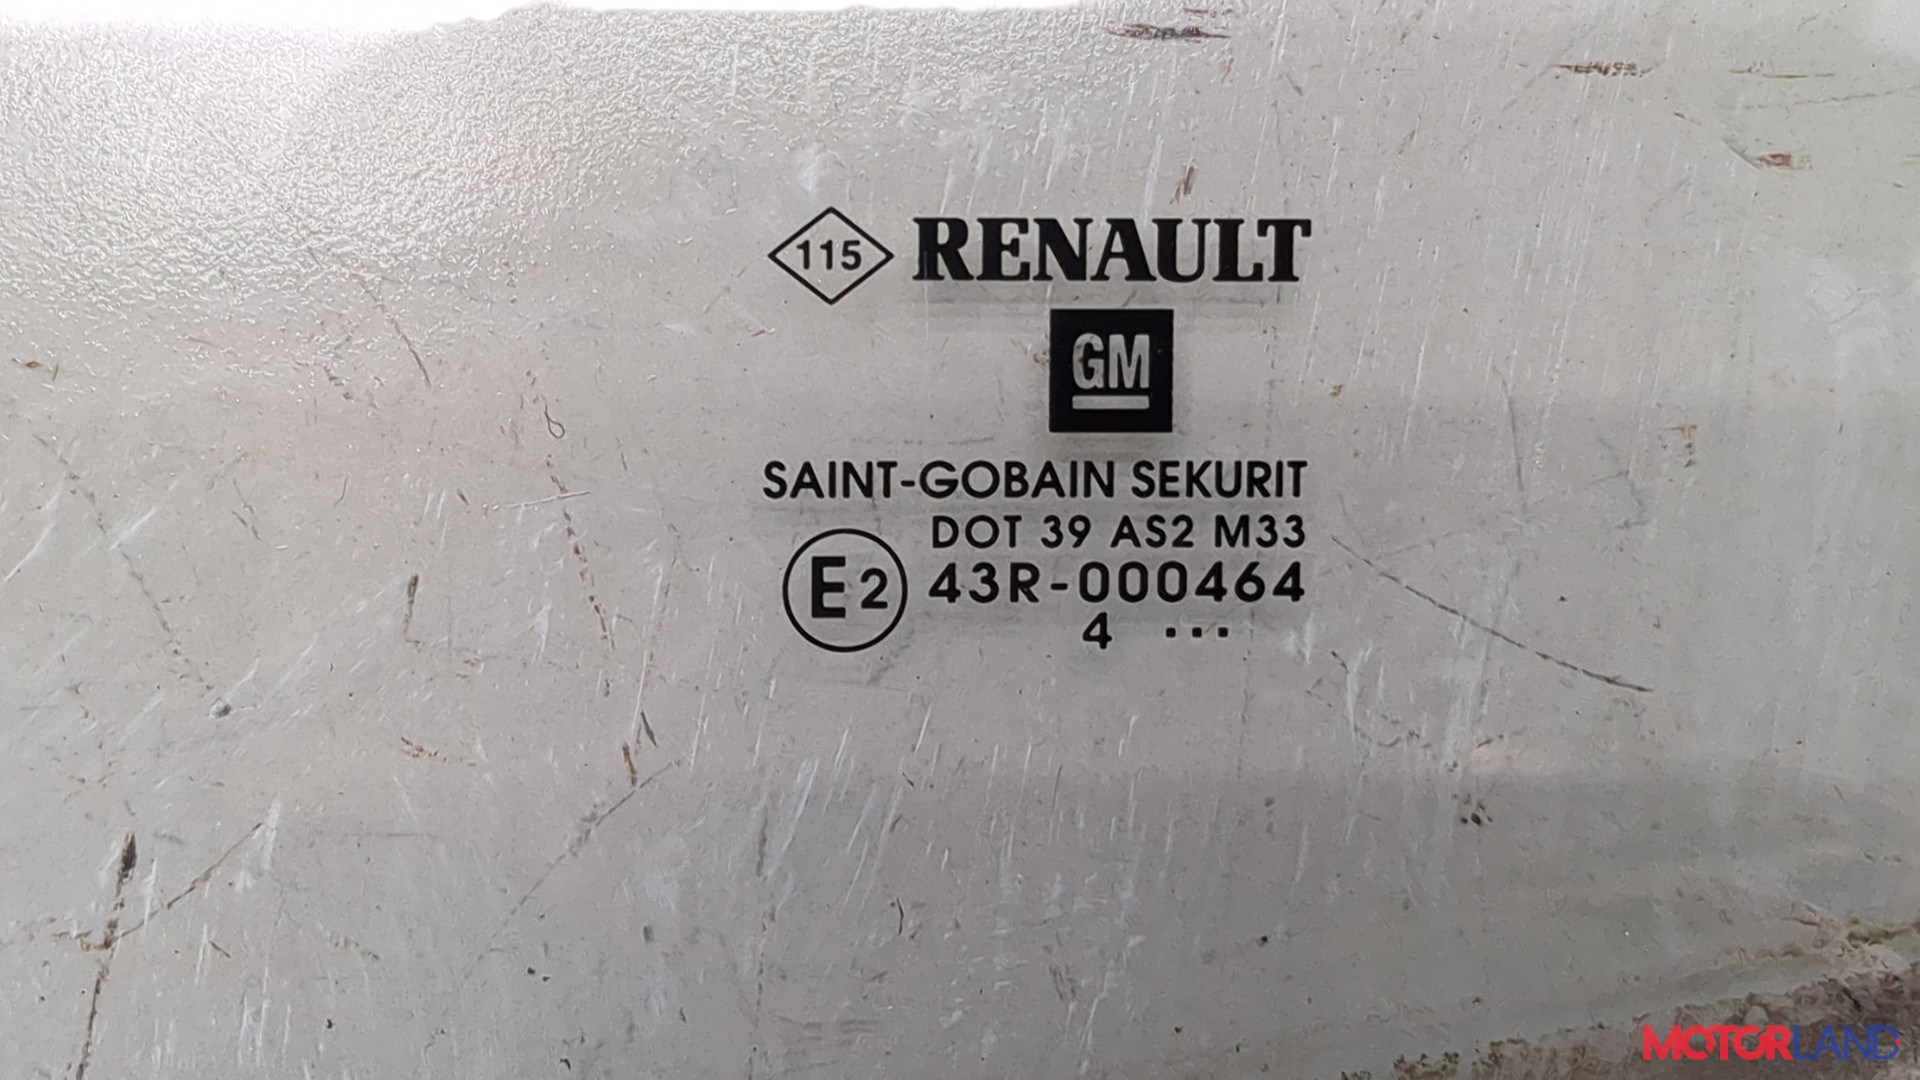 115 RENAULT
GM
SAINT-GOBAIN SEKURIT
DOT 39 AS2 M33
E2 43R-000464
4 ...
MOTORLAND